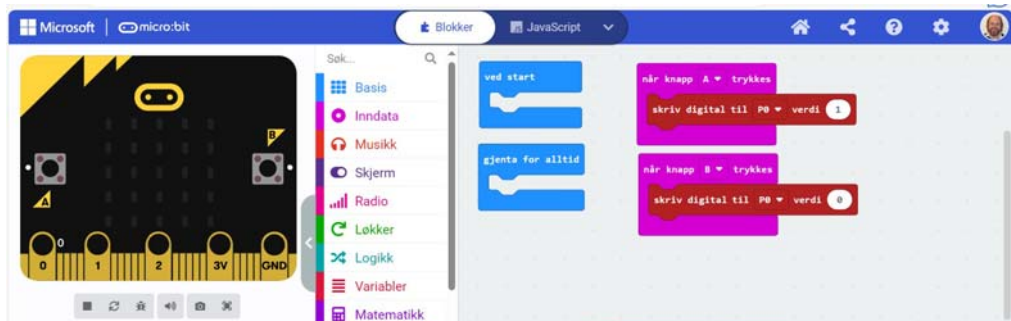 Microsoft | micro:bit
Blokker
JavaScript
Søk...
Basis
Inndata
Musikk
Skjerm
Radio
Løkker
Logikk
Variabler
Matematikk
A
B
0
0 1 2 3V GND
ved start
gjenta for alltid
når knapp A trykkes
skriv digital til P0 verdi 1
når knapp B trykkes
skriv digital til P0 verdi 0